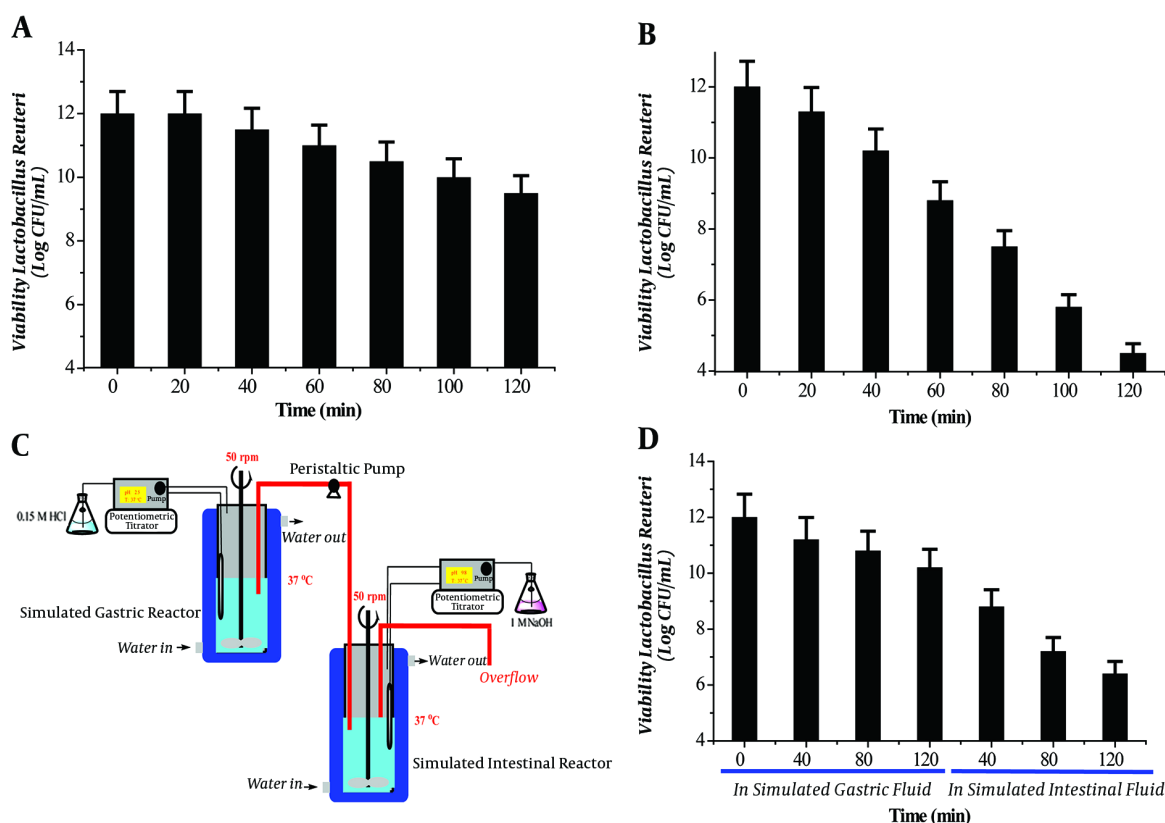 A
Viability Lactobacillus Reuteri
(Log CFU/mL)
14
12
10
8
6
4
0 20 40 60 80 100 120
Time (min)
B
Viability Lactobacillus Reuteri
(Log CFU/mL)
12
10
8
6
4
0 20 40 60 80 100 120
Time (min)
C
50 rpm
Peristaltic Pump
Pump
0.15 M HCl
Potentiometric
Titrator
Water out
37 °C
Simulated Gastric Reactor
Water in
50 rpm
Pump
Potentiometric
Titrator
1 M NaOH
Water out
Overflow
37 °C
Simulated Intestinal Reactor
Water in
D
Viability Lactobacillus Reuteri
(Log CFU/mL)
14
12
10
8
6
4
0 40 80 120 40 80 120
In Simulated Gastric Fluid In Simulated Intestinal Fluid
Time (min)